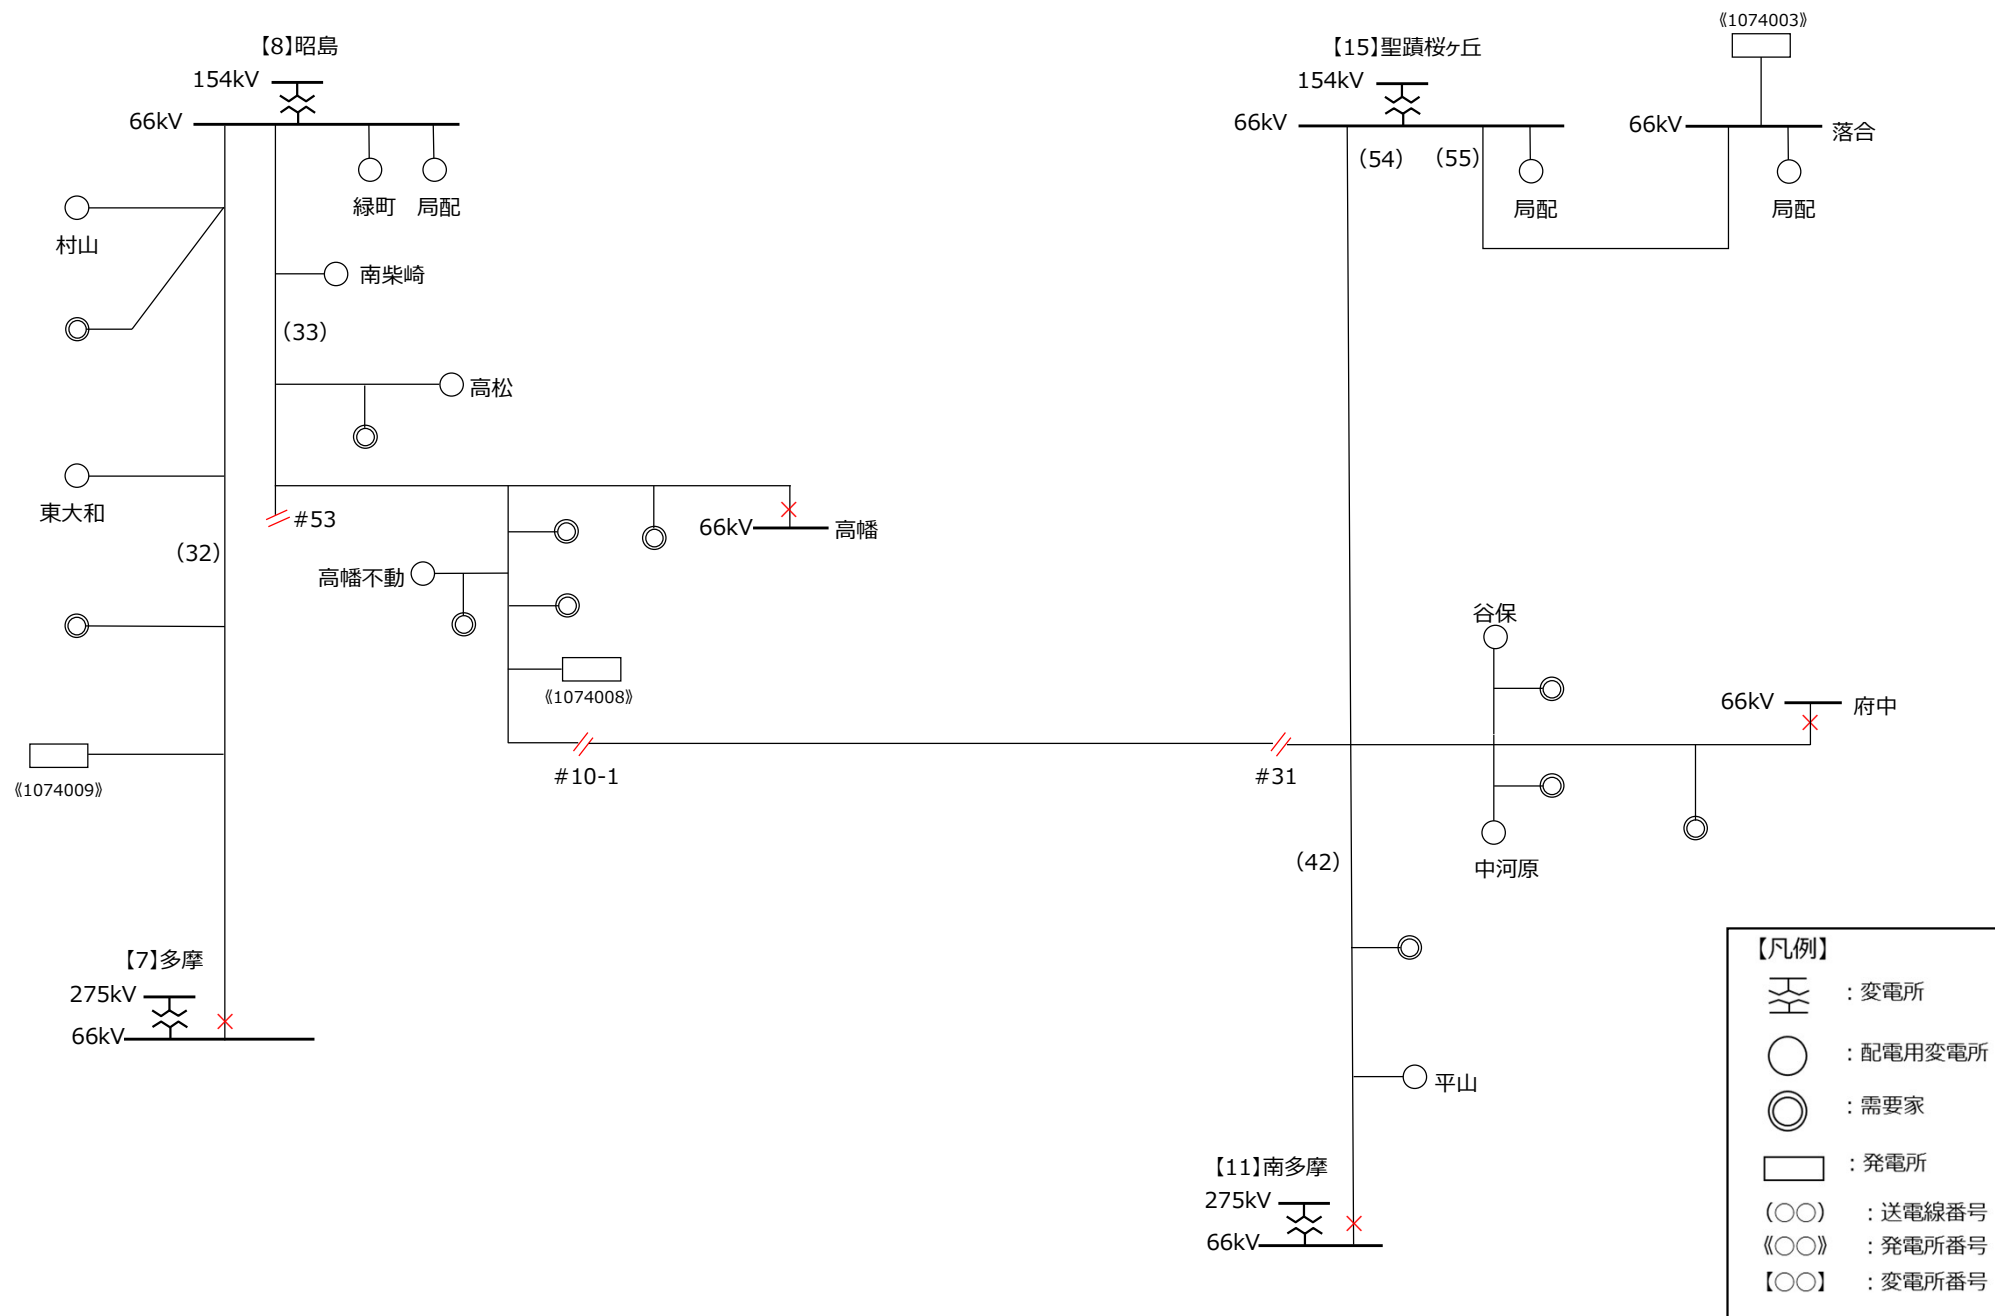 【8】昭島
154kV
66kV
緑町
局配
村山
南柴崎
(33)
高松
東大和
(32)
#53
66kV
高幡
高幡不動
《1074008》
#10-1
《1074009》
【7】多摩
275kV
66kV
【15】聖蹟桜ヶ丘
154kV
66kV
(54)
(55)
局配
《1074003》
66kV
落合
局配
谷保
66kV
府中
#31
中河原
(42)
平山
【11】南多摩
275kV
66kV
【凡例】
：変電所
：配電用変電所
：需要家
：発電所
(○○)　：送電線番号
《○○》　：発電所番号
【○○】　：変電所番号